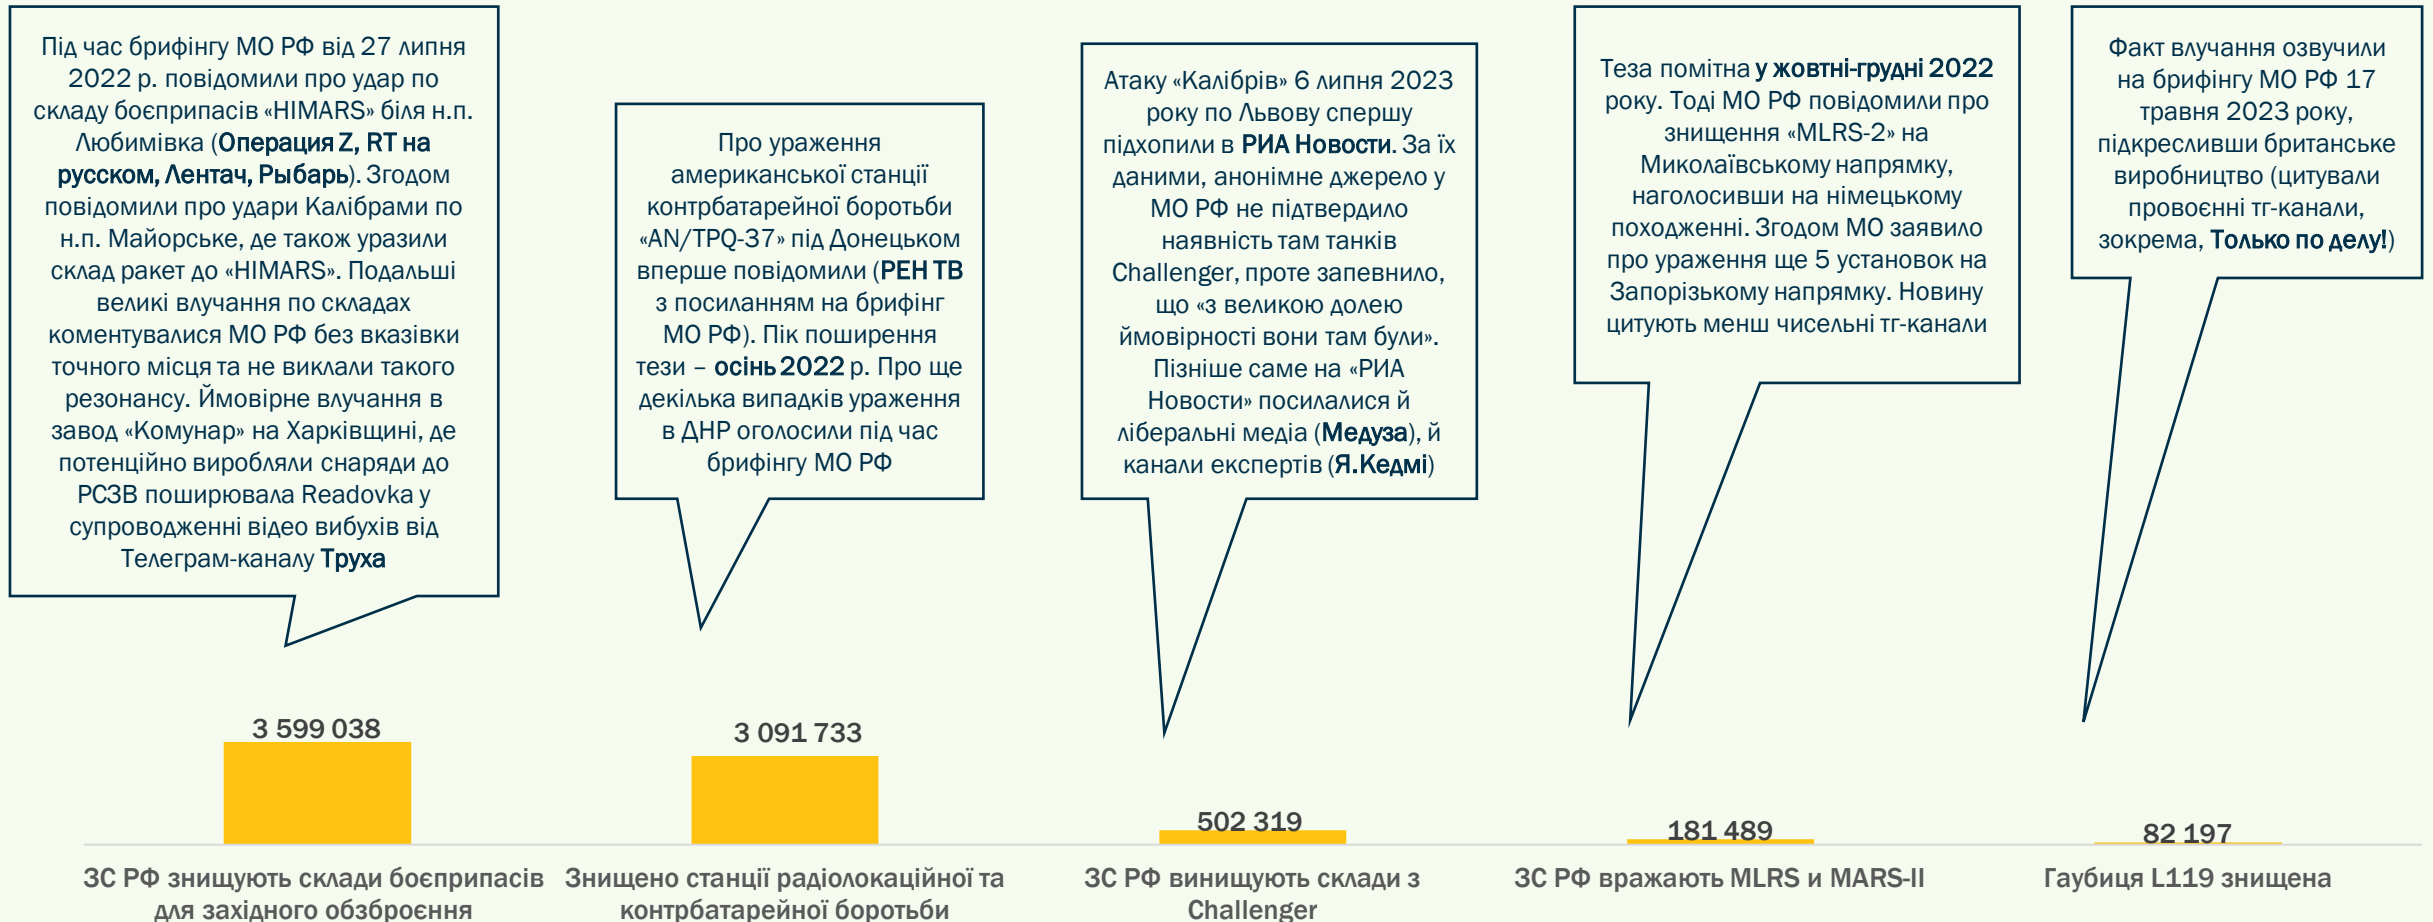 Під час брифінгу МО РФ від 27 липня
2022 р. повідомили про удар по
складу боєприпасів «HIMARS» біля н.п.
Любимівка (Операция Z, RT на
русском, Лентач, Рыбарь). Згодом
повідомили про удари Калібрами по
н.п. Майорське, де також уразили
склад ракет до «HIMARS». Подальші
великі влучання по складах
коментувалися МО РФ без вказівки
точного місця та не виклали такого
резонансу. Ймовірне влучання в
завод «Комунар» на Харківщині, де
потенційно виробляли снаряди до
РСЗВ поширювала Readovka у
супроводженні відео вибухів від
Телеграм-каналу Труха
Про ураження
американської станції
контрбатарейної боротьби
«AN/TPQ-37» під Донецьком
вперше повідомили (РЕН ТВ
з посиланням на брифінг
МО РФ). Пік поширення
тези – осінь 2022 р. Про ще
декілька випадків ураження
в ДНР оголосили під час
брифінгу МО РФ
Атаку «Калібрів» 6 липня 2023
року по Львову спершу
підхопили в РИА Новости. За їх
даними, анонімне джерело у
МО РФ не підтвердило
наявність там танків
Challenger, проте запевнило,
що «з великою долею
ймовірності вони там були».
Пізніше саме на «РИА
Новости» посилалися й
ліберальні медіа (Медуза), й
канали експертів (Я.Кедмі)
Теза помітна у жовтні-грудні 2022
року. Тоді МО РФ повідомили про
знищення «MLRS-2» на
Миколаївському напрямку,
наголосивши на німецькому
походженні. Згодом МО заявило
про ураження ще 5 установок на
Запорізькому напрямку. Новину
цитують менш чисельні тг-канали
Факт влучання озвучили
на брифінгу МО РФ 17
травня 2023 року,
підкресливши британське
виробництво (цитували
провоєнні тг-канали,
зокрема, Только по делу!)
3 599 038
3 091 733
502 319
181 489
82 197
ЗС РФ знищують склади боєприпасів
для західного обзброєння
Знищено станції радіолокаційної та
контрбатарейної боротьби
ЗС РФ винищують склади з
Challenger
ЗС РФ вражають MLRS и MARS-II
Гаубиця L119 знищена